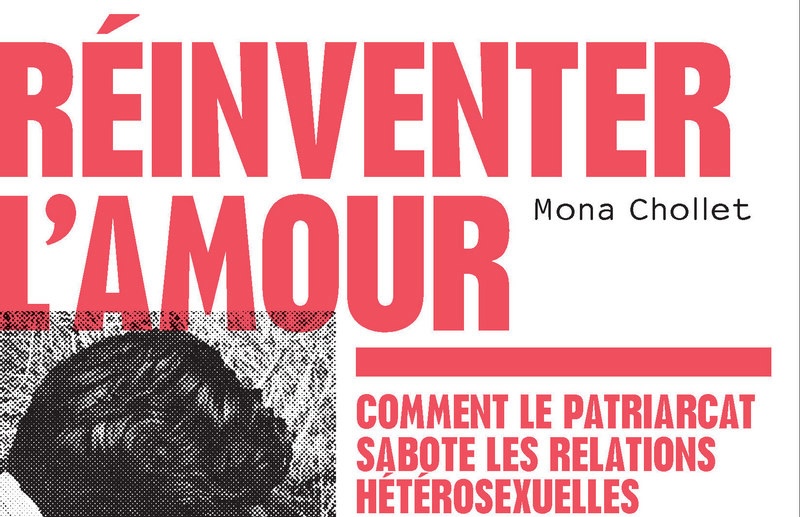 RÉINVENTER
L'AMOUR
Mona Chollet
COMMENT LE PATRIARCAT
SABOTE LES RELATIONS
HÉTÉROSEXUELLES